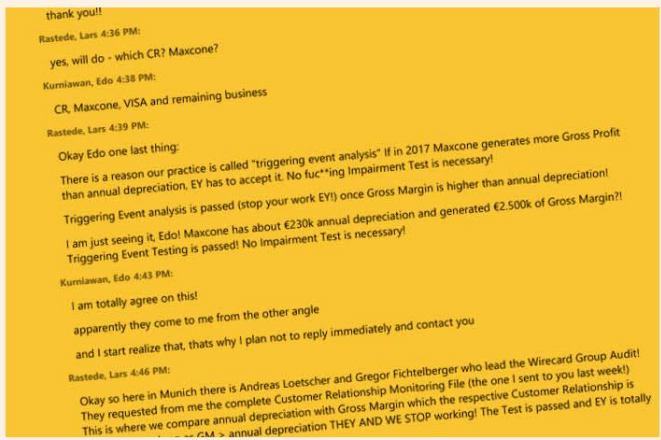 thank you!!
Rastede, Lars 4:36 PM:
yes, will do - which CR? Maxcone?
Kurniawan, Edo 4:38 PM:
CR, Maxcone, VISA and remaining business
Rastede, Lars 4:39 PM:
Okay Edo one last thing:
There is a reason our practice is called "triggering event analysis" If in 2017 Maxcone generates more Gross Profit
than annual depreciation, EY has to accept it. No fuc**ing Impairment Test is necessary!
Triggering Event analysis is passed (stop your work EY!) once Gross Margin is higher than annual depreciation!
I am just seeing it, Edo! Maxcone has about €230k annual depreciation and generated €2.500k of Gross Margin?!
Triggering Event Testing is passed! No Impairment Test is necessary!
Kurniawan, Edo 4:43 PM:
I am totally agree on this!
apparently they come to me from the other angle
and I start realize that, thats why I plan not to reply immediately and contact you
Rastede, Lars 4:46 PM:
Okay so here in Munich there is Andreas Loetscher and Gregor Fichtelberger who lead the Wirecard Group Audit!
They requested from me the complete Customer Relationship Monitoring File (the one I sent to you last week!)
This is where we compare annual depreciation with Gross Margin which the respective Customer Relationship is
GM > annual depreciation THEY AND WE STOP working! The Test is passed and EY is totally